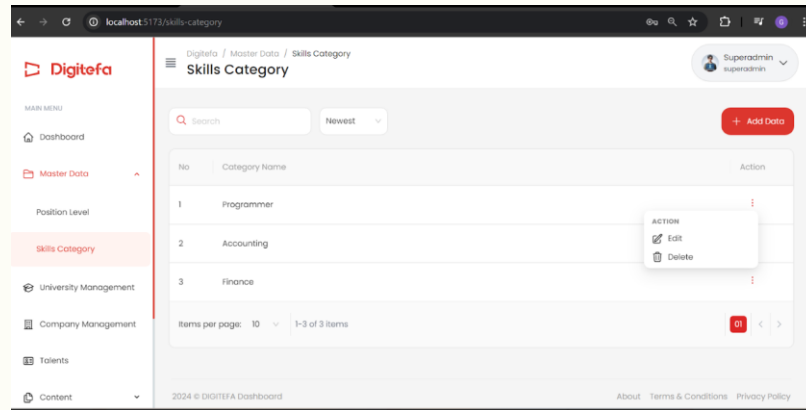 localhost:5173/skills-category
G
Digitefa
MAIN MENU
Dashboard
Master Data
Position Level
Skills Category
University Management
Company Management
Talents
Content
Digitefa / Master Data / Skills Category
Skills Category
Superadmin
superadmin
Search
Newest
+ Add Data
No Category Name Action
1 Programmer
2 Accounting
3 Finance
ACTION
Edit
Delete
Items per page: 10 1-3 of 3 items
01 < >
2024 © DIGITEFA Dashboard
About Terms & Conditions Privacy Policy